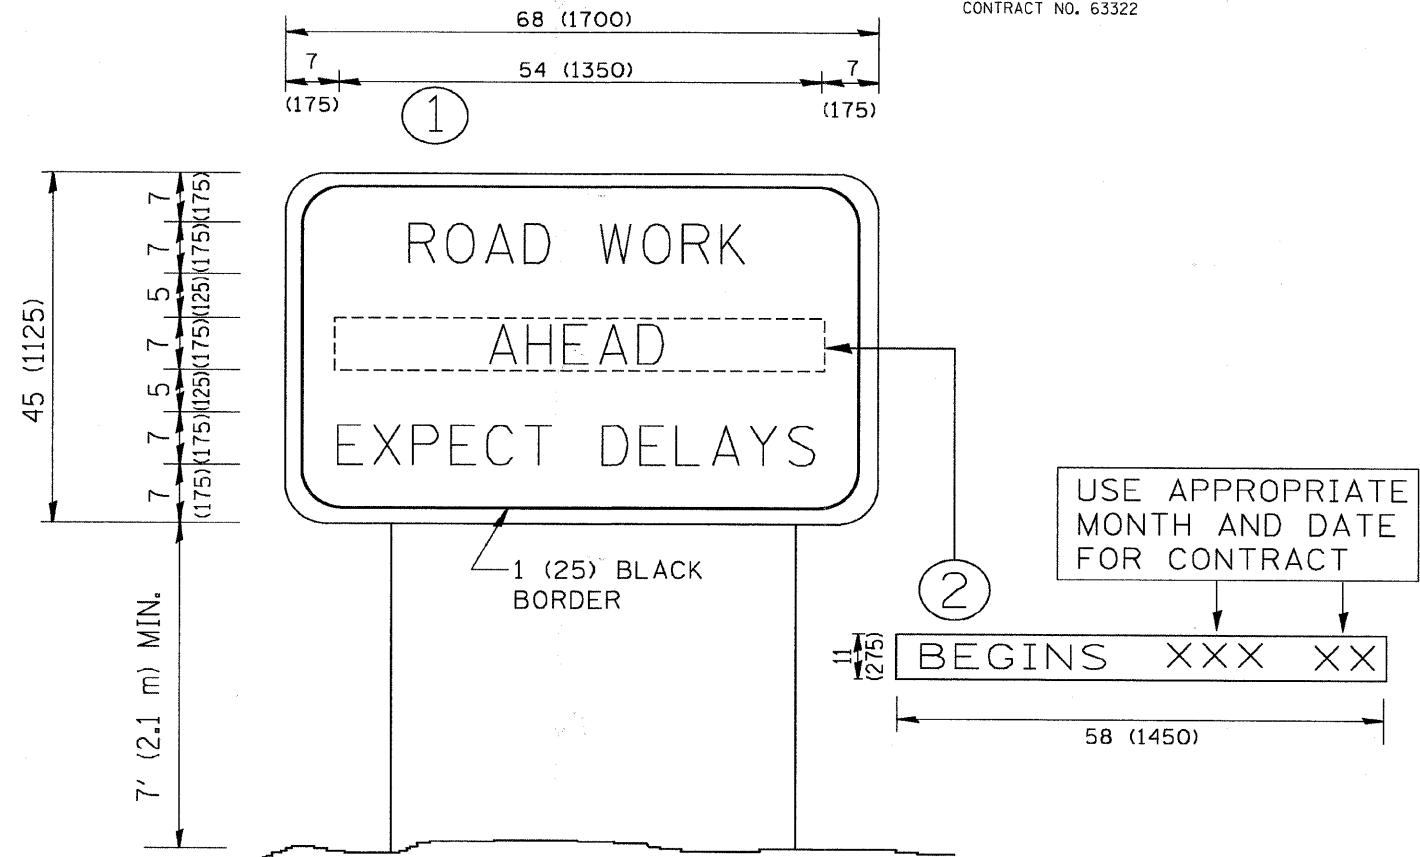 CONTRACT NO. 63322
68 (1700)
7
54 (1350)
7
(175)
(175)
1
45 (1125)
7 (175)
7 (175)
5 (125)
7 (175)
5 (125)
7 (175)
7 (175)
7' (2.1 m) MIN.
ROAD WORK
AHEAD
EXPECT DELAYS
1 (25) BLACK
BORDER
USE APPROPRIATE
MONTH AND DATE
FOR CONTRACT
2
11
(275)
BEGINS XXX XX
58 (1450)